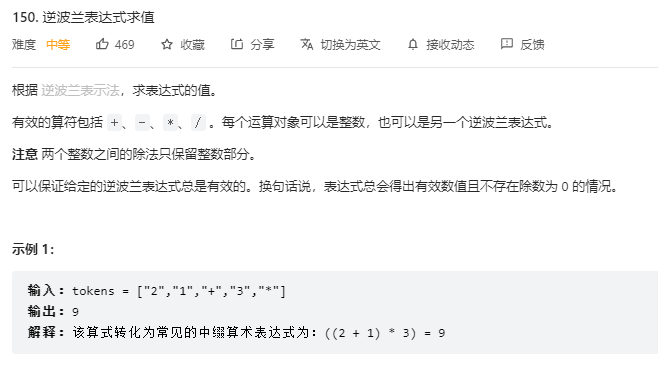 150. 逆波兰表达式求值
难度 中等 469 收藏 分享 切换为英文 接收动态 反馈
根据 逆波兰表示法，求表达式的值。
有效的算符包括 +、-、*、/ 。每个运算对象可以是整数，也可以是另一个逆波兰表达式。
注意 两个整数之间的除法只保留整数部分。
可以保证给定的逆波兰表达式总是有效的。换句话说，表达式总会得出有效数值且不存在除数为 0 的情况。
示例 1：
输入：tokens = ["2","1","+","3","*"]
输出：9
解释：该算式转化为常见的中缀算术表达式为：((2 + 1) * 3) = 9